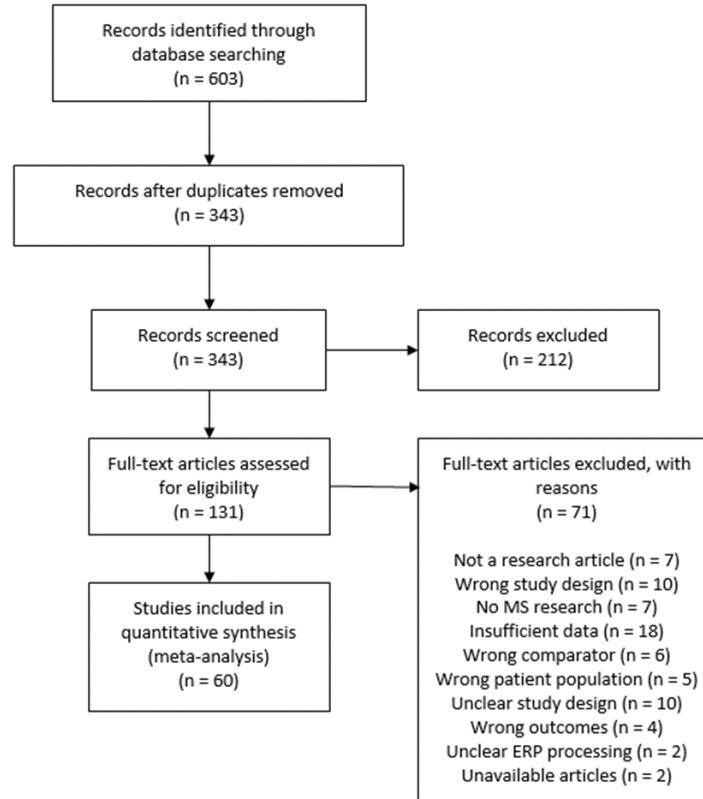 Records identified through
database searching
(n = 603)
Records after duplicates removed
(n = 343)
Records screened
(n = 343)
Records excluded
(n = 212)
Full-text articles assessed
for eligibility
(n = 131)
Full-text articles excluded, with
reasons
(n = 71)
Not a research article (n = 7)
Wrong study design (n = 10)
No MS research (n = 7)
Insufficient data (n = 18)
Wrong comparator (n = 6)
Wrong patient population (n = 5)
Unclear study design (n = 10)
Wrong outcomes (n = 4)
Unclear ERP processing (n = 2)
Unavailable articles (n = 2)
Studies included in
quantitative synthesis
(meta-analysis)
(n = 60)